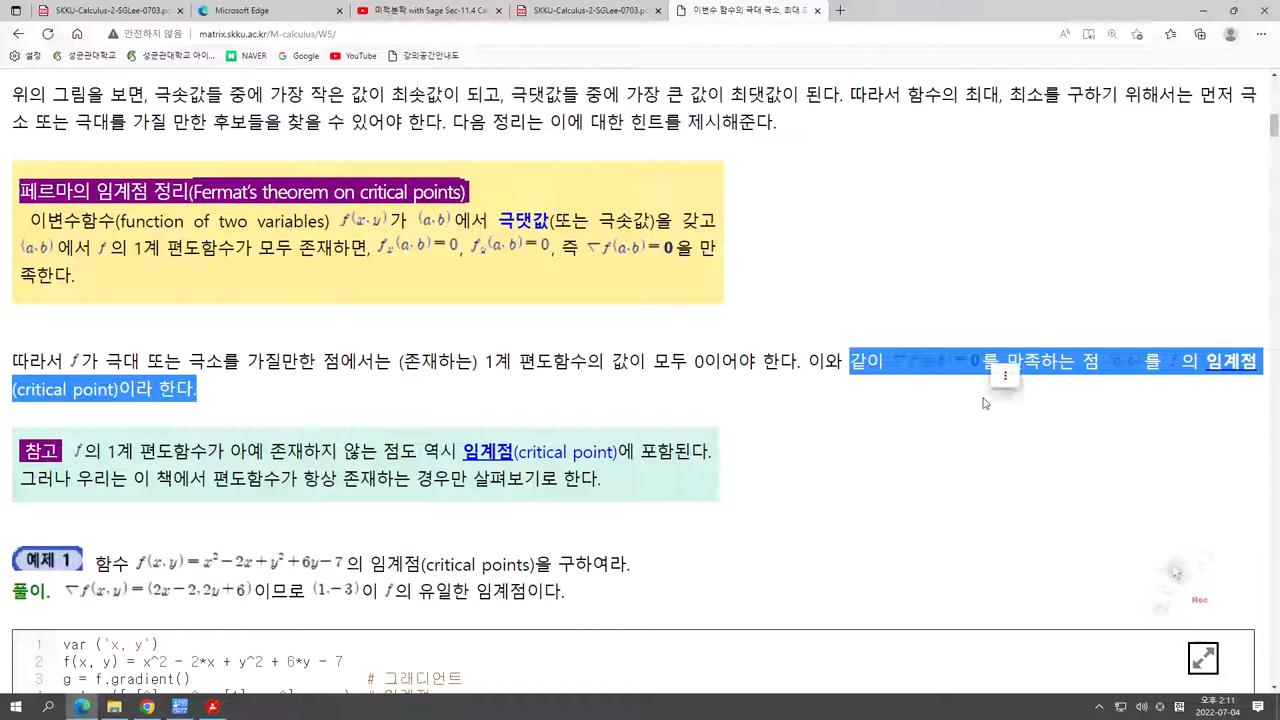 SKKU-Calculus-2-SGLee-0703.p
Microsoft Edge
미적분학 with Sage Sec-11.4 Ca
SKKU-Calculus-2-SGLee-0703.p
이변수 함수의 극대 극소, 최대 최
안전하지 않음 matrix.skku.ac.kr/M-calculus/W5/
설정 성균관대학교 성균관대학교 아이... NAVER Google YouTube 강의공간안내도
위의 그림을 보면, 극솟값들 중에 가장 작은 값이 최솟값이 되고, 극댓값들 중에 가장 큰 값이 최댓값이 된다. 따라서 함수의 최대, 최소를 구하기 위해서는 먼저 극
소 또는 극대를 가질 만한 후보들을 찾을 수 있어야 한다. 다음 정리는 이에 대한 힌트를 제시해준다.
페르마의 임계점 정리(Fermat's theorem on critical points)
이변수함수(function of two variables) f(x,y)가 (a,b)에서 극댓값(또는 극솟값)을 갖고
(a,b)에서 f의 1계 편도함수가 모두 존재하면, fx(a,b)=0, fy(a,b)=0, 즉 ∇f(a,b)=0을 만
족한다.
따라서 f가 극대 또는 극소를 가질만한 점에서는 (존재하는) 1계 편도함수의 값이 모두 0이어야 한다. 이와 같이 =0를 만족하는 점 를 f의 임계점
(critical point)이라 한다.
참고 f의 1계 편도함수가 아예 존재하지 않는 점도 역시 임계점(critical point)에 포함된다.
그러나 우리는 이 책에서 편도함수가 항상 존재하는 경우만 살펴보기로 한다.
예제 1 함수 f(x,y)=x²−2x+y²+6y−7의 임계점(critical points)을 구하여라.
풀이. ∇f(x,y)=(2x−2,2y+6)이므로 (1,−3)이 f의 유일한 임계점이다.
Rec
1 var ('x, y')
2 f(x, y) = x^2 - 2*x + y^2 + 6*y - 7
3 g = f.gradient() # 그래디언트
오후 2:11
2022-07-04